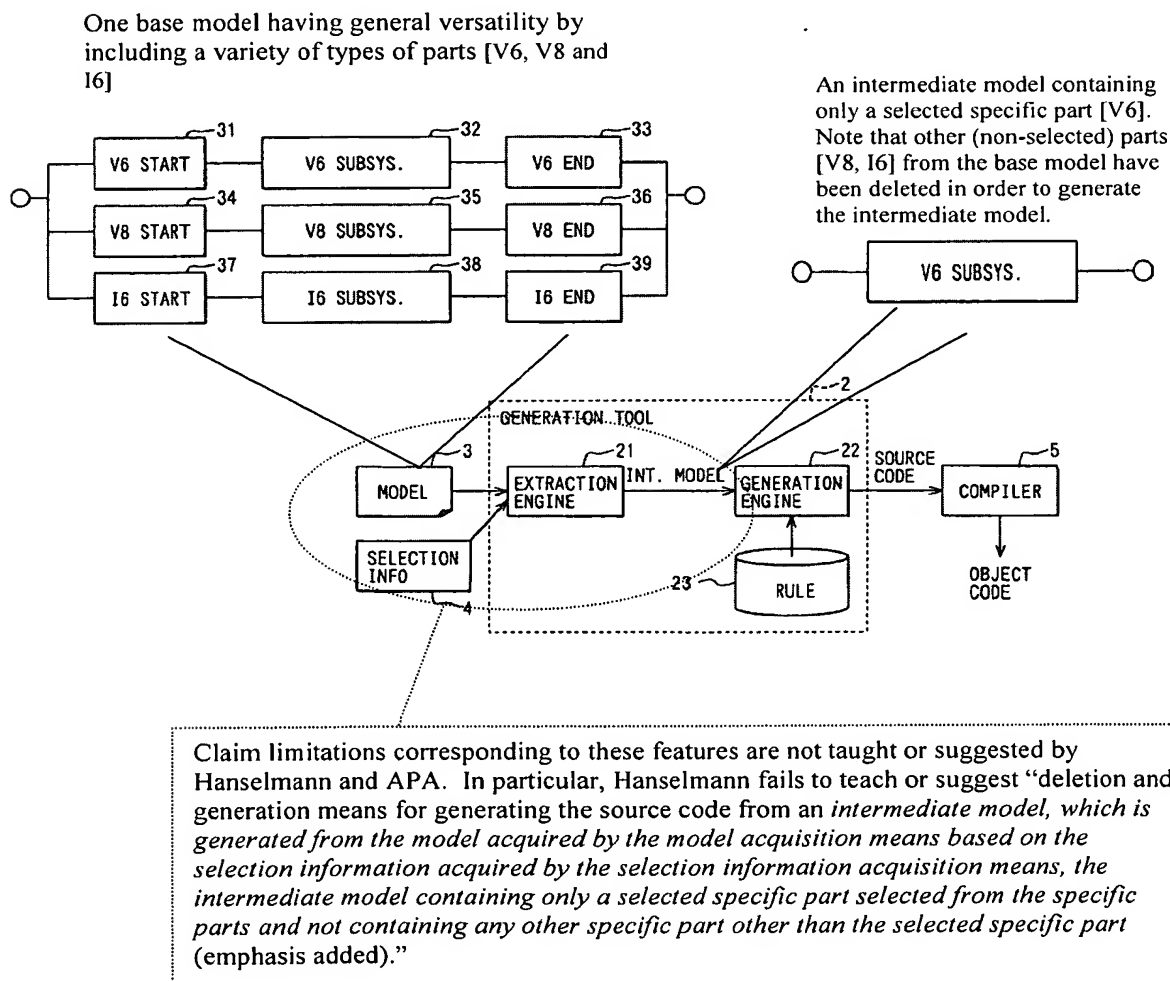 One base model having general versatility by
including a variety of types of parts [V6, V8 and
I6]
An intermediate model containing
only a selected specific part [V6].
Note that other (non-selected) parts
[V8, I6] from the base model have
been deleted in order to generate
the intermediate model.
31
32
33
V6 START
V6 SUBSYS.
V6 END
34
35
36
V8 START
V8 SUBSYS.
V8 END
37
38
39
I6 START
I6 SUBSYS.
I6 END
V6 SUBSYS.
2
GENERATION TOOL
3
21
22
5
MODEL
EXTRACTION
ENGINE
INT. MODEL
GENERATION
ENGINE
SOURCE
CODE
COMPILER
SELECTION
INFO
4
23
RULE
OBJECT
CODE
Claim limitations corresponding to these features are not taught or suggested by
Hanselmann and APA. In particular, Hanselmann fails to teach or suggest “deletion and
generation means for generating the source code from an intermediate model, which is
generated from the model acquired by the model acquisition means based on the
selection information acquired by the selection information acquisition means, the
intermediate model containing only a selected specific part selected from the specific
parts and not containing any other specific part other than the selected specific part
(emphasis added).”